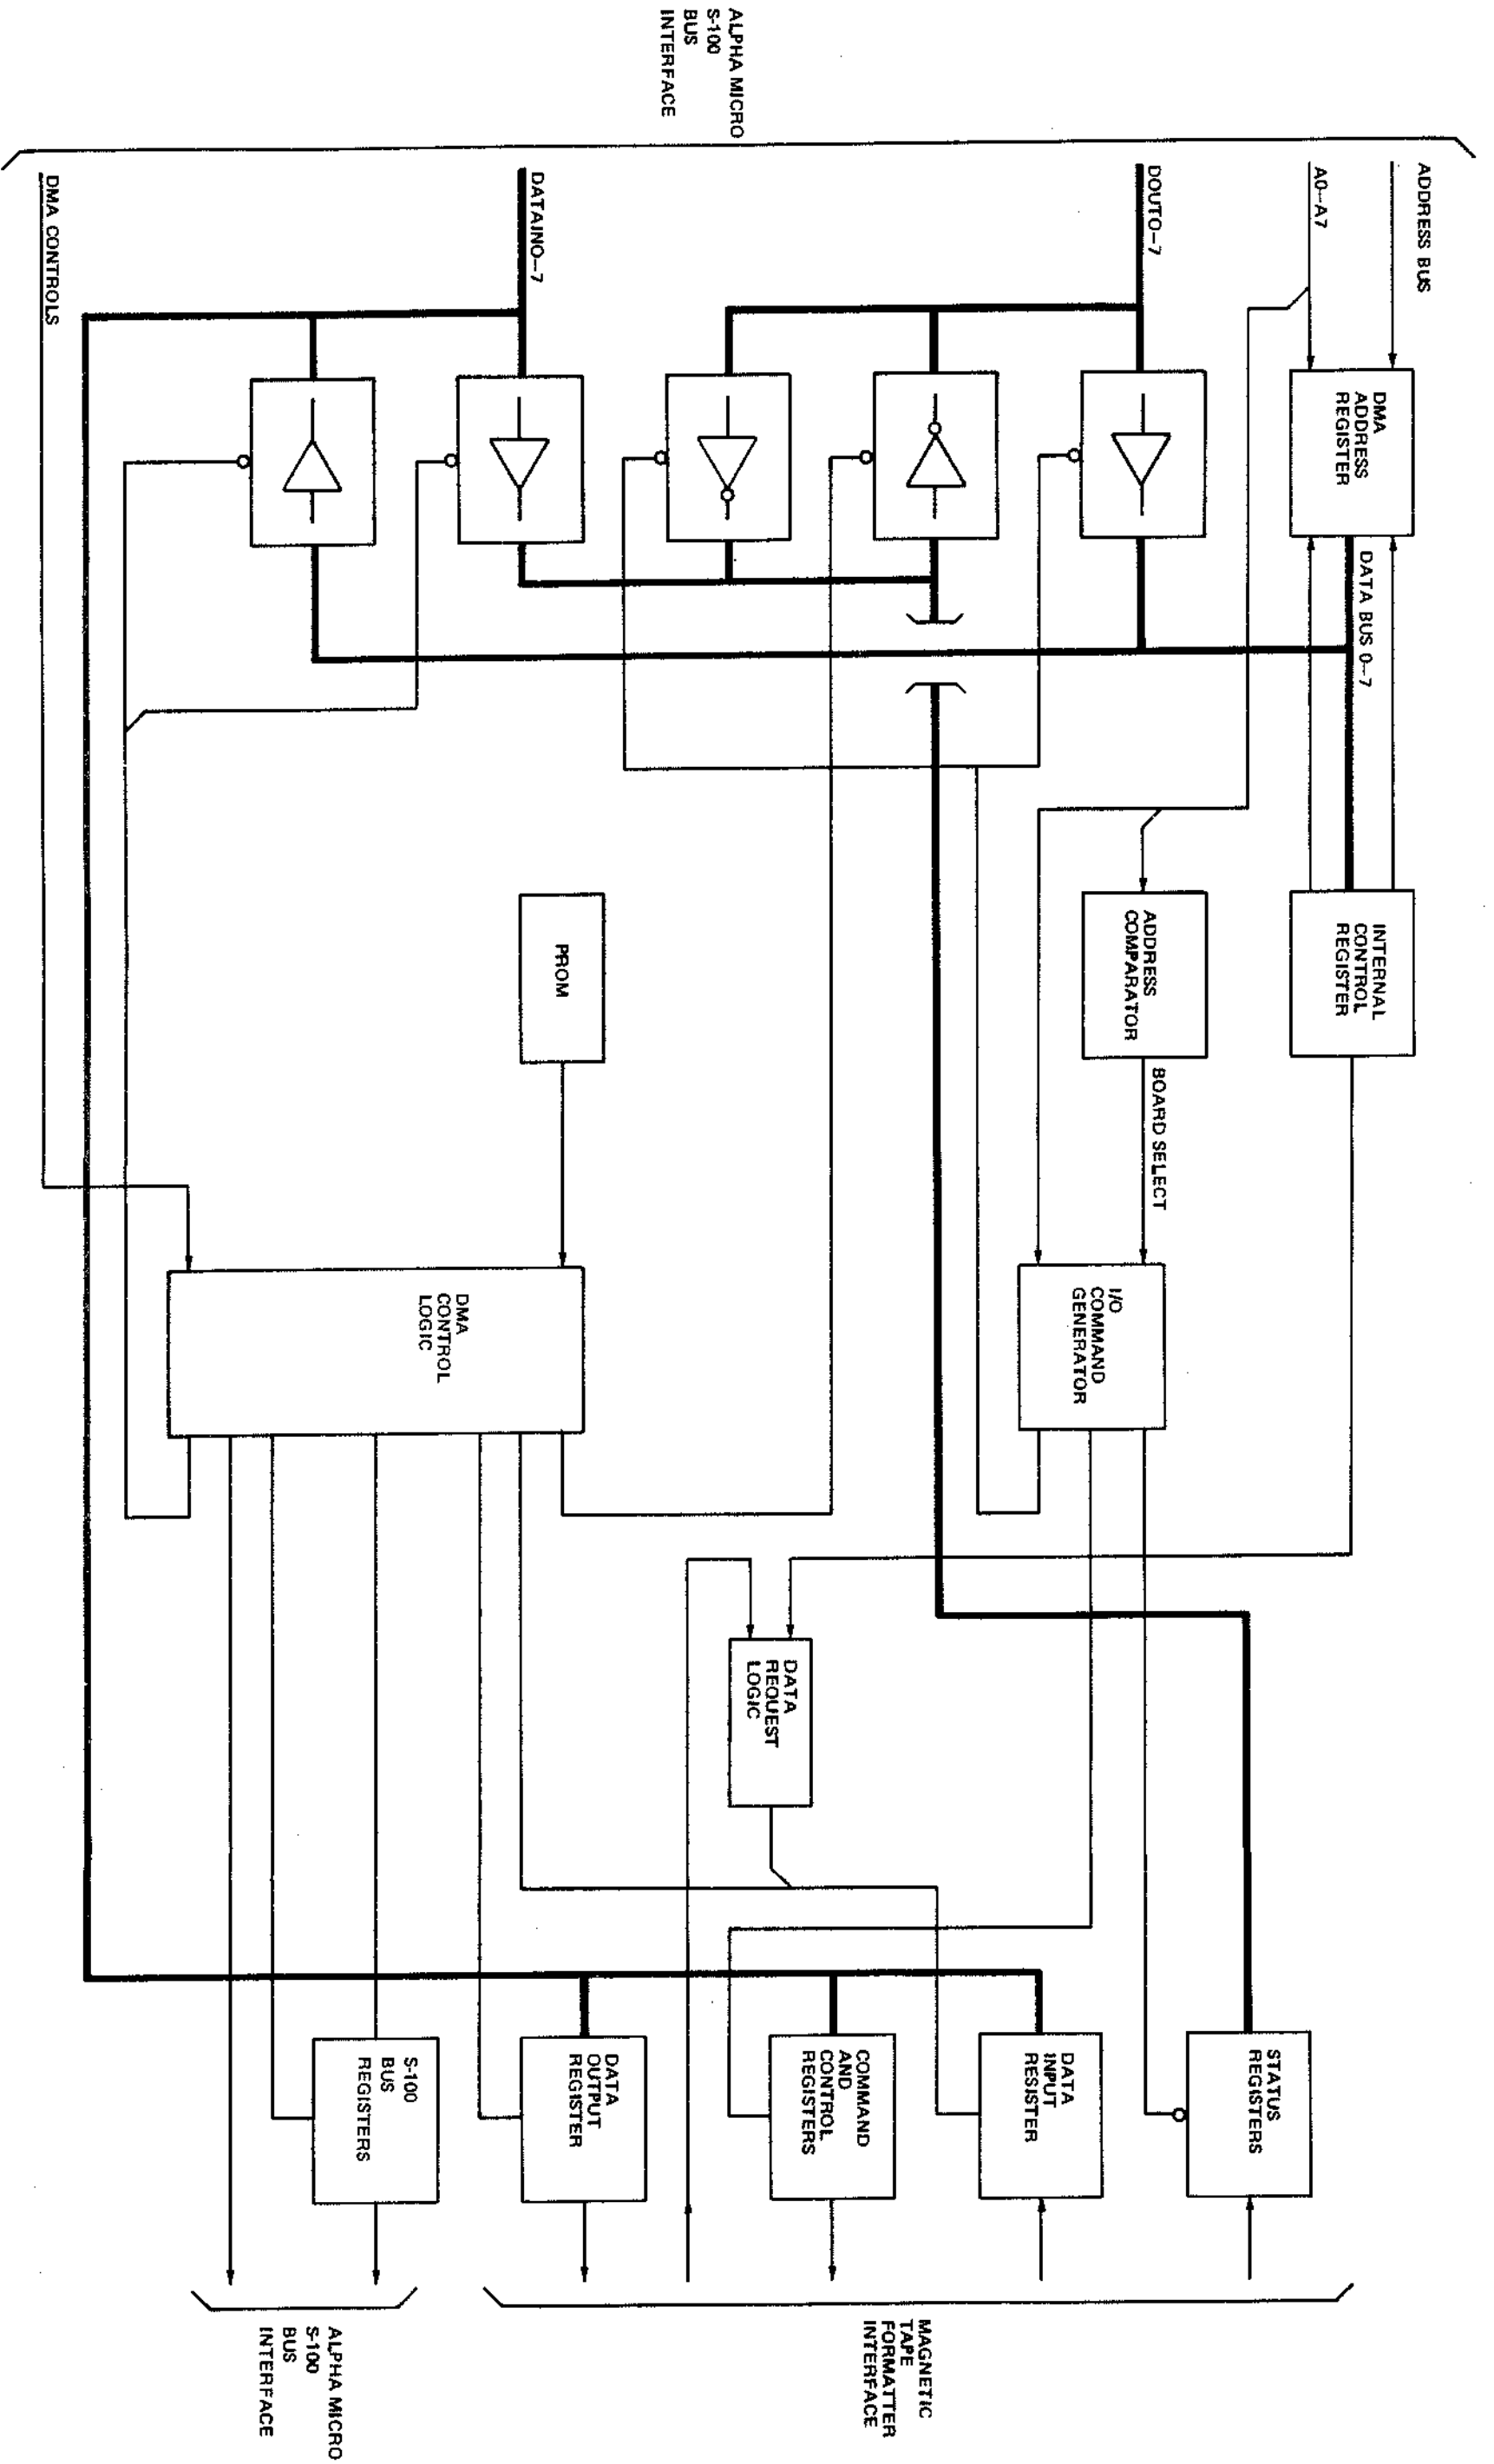 ALPHA MICRO
S-100
BUS
INTERFACE
ADDRESS BUS
A0-A7
DOUTO-7
DATAINO-7
DMA CONTROLS
DMA
ADDRESS
REGISTER
DATA BUS 0-7
INTERNAL
CONTROL
REGISTER
ADDRESS
COMPARATOR
BOARD SELECT
I/O
COMMAND
GENERATOR
PROM
DMA
CONTROL
LOGIC
DATA
REQUEST
LOGIC
STATUS
REGISTERS
DATA
INPUT
RESISTER
COMMAND
AND
CONTROL
REGISTERS
DATA
OUTPUT
REGISTER
S-100
BUS
REGISTERS
MAGNETIC
TAPE
FORMATTER
INTERFACE
ALPHA MICRO
S-100
BUS
INTERFACE